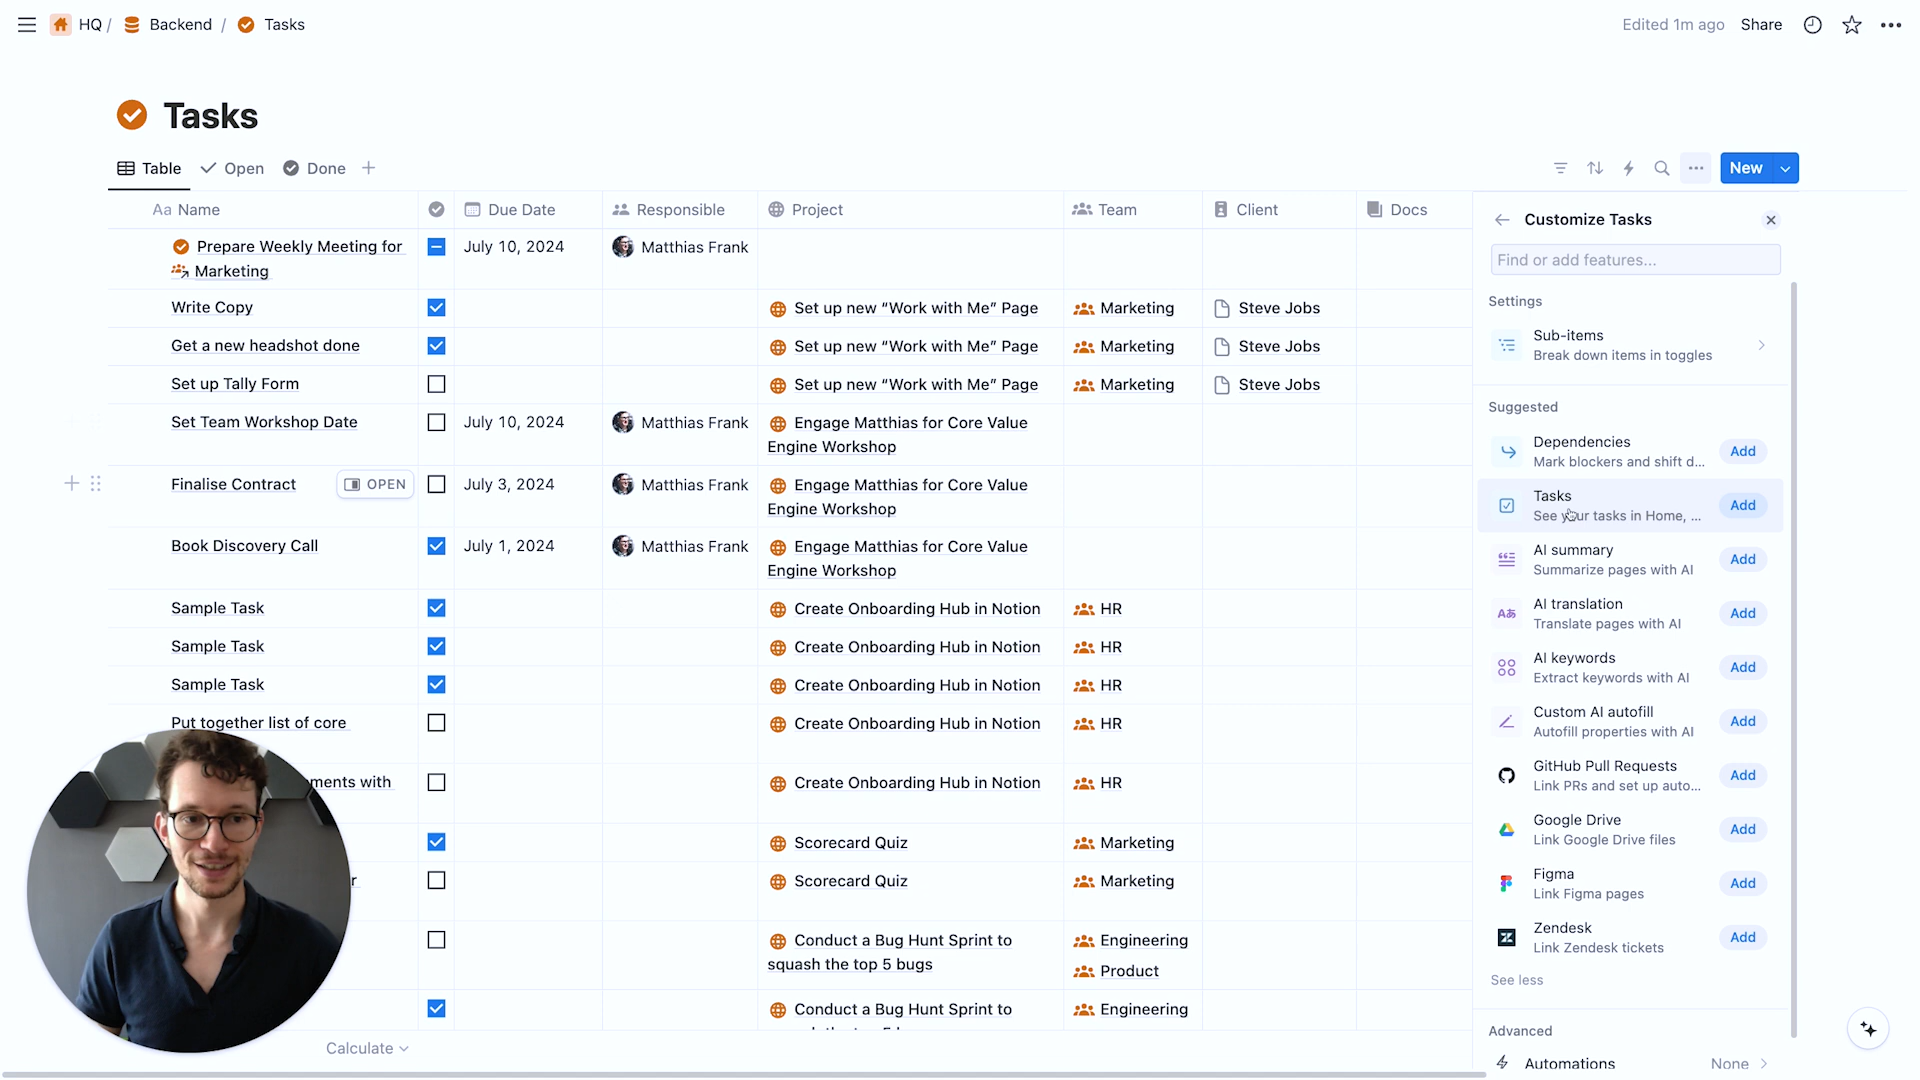 HQ / Backend / Tasks
Edited 1m ago Share
Tasks
Table Open Done
New
Aa Name Due Date Responsible Project Team Client Docs
Prepare Weekly Meeting for July 10, 2024 Matthias Frank
Marketing
Write Copy Set up new “Work with Me” Page Marketing Steve Jobs
Get a new headshot done Set up new “Work with Me” Page Marketing Steve Jobs
Set up Tally Form Set up new “Work with Me” Page Marketing Steve Jobs
Set Team Workshop Date July 10, 2024 Matthias Frank Engage Matthias for Core Value
Engine Workshop
Finalise Contract OPEN July 3, 2024 Matthias Frank Engage Matthias for Core Value
Engine Workshop
Book Discovery Call July 1, 2024 Matthias Frank Engage Matthias for Core Value
Engine Workshop
Sample Task Create Onboarding Hub in Notion HR
Sample Task Create Onboarding Hub in Notion HR
Sample Task Create Onboarding Hub in Notion HR
Put together list of core Create Onboarding Hub in Notion HR
with Create Onboarding Hub in Notion HR
Scorecard Quiz Marketing
Scorecard Quiz Marketing
Conduct a Bug Hunt Sprint to Engineering
squash the top 5 bugs Product
Conduct a Bug Hunt Sprint to Engineering
Calculate
Customize Tasks
Find or add features...
Settings
Sub-items
Break down items in toggles
Suggested
Dependencies
Mark blockers and shift d...
Add
Tasks
See your tasks in Home, ...
Add
AI summary
Summarize pages with AI
Add
AI translation
Translate pages with AI
Add
AI keywords
Extract keywords with AI
Add
Custom AI autofill
Autofill properties with AI
Add
GitHub Pull Requests
Link PRs and set up auto...
Add
Google Drive
Link Google Drive files
Add
Figma
Link Figma pages
Add
Zendesk
Link Zendesk tickets
Add
See less
Advanced
Automations None